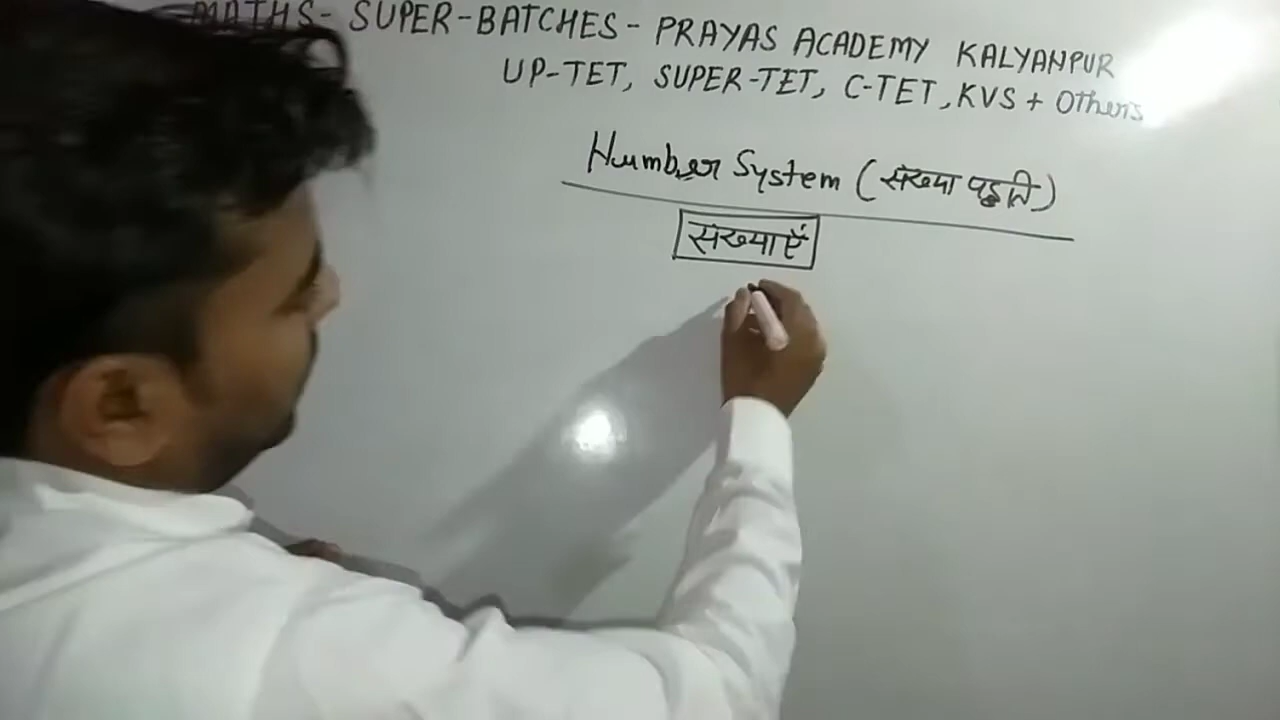 MATHS- SUPER-BATCHES- PRAYAS ACADEMY KALYANPUR
UP-TET, SUPER-TET, C-TET, KVS + Others
Number System (संख्या पद्धति)
संख्याएँ